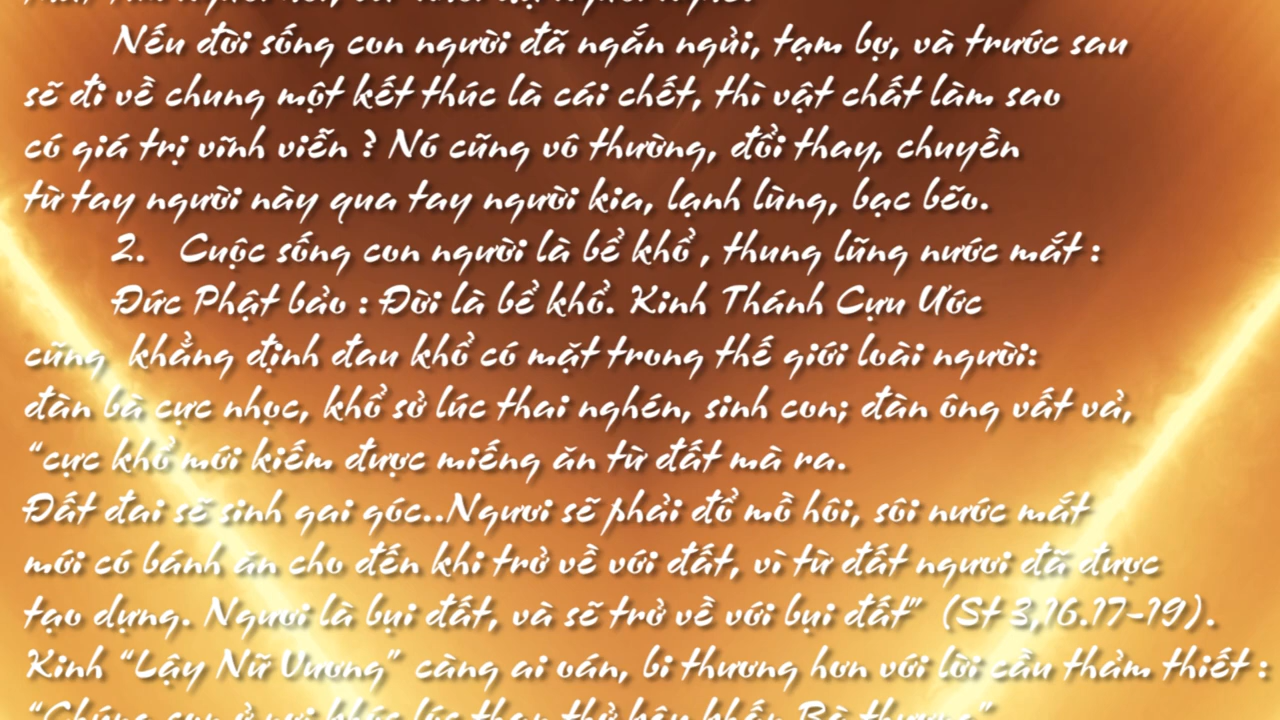 Nếu đời sống con người đã ngắn ngủi, tạm bợ, và trước sau
sẽ đi về chung một kết thúc là cái chết, thì vật chất làm sao
có giá trị vĩnh viễn ? Nó cũng vô thường, đổi thay, chuyền
từ tay người này qua tay người kia, lạnh lùng, bạc bẽo.
2. Cuộc sống con người là bể khổ , thung lũng nước mắt :
Đức Phật bảo : Đời là bể khổ. Kinh Thánh Cựu Ước
cũng khẳng định đau khổ có mặt trong thế giới loài người:
đàn bà cực nhọc, khổ sở lúc thai nghén, sinh con; đàn ông vất vả,
“cực khổ mới kiếm được miếng ăn từ đất mà ra.
Đất đai sẽ sinh gai góc..Ngươi sẽ phải đổ mồ hôi, sôi nước mắt
mới có bánh ăn cho đến khi trở về với đất, vì từ đất ngươi đã được
tạo dựng. Ngươi là bụi đất, và sẽ trở về với bụi đất” (St 3,16.17-19).
Kinh “Lậy Nữ Vương” càng ai oán, bi thương hơn với lời cầu thảm thiết :